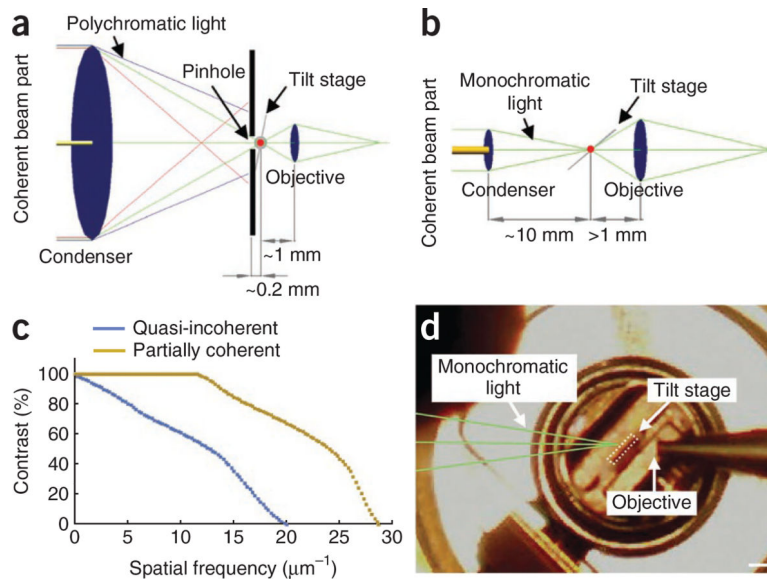 a
Polychromatic light
Pinhole
Tilt stage
Coherent beam part
Objective
Condenser
~1 mm
~0.2 mm
b
Monochromatic
light
Tilt stage
Coherent beam part
Condenser
Objective
~10 mm
>1 mm
c
Quasi-incoherent
Partially coherent
Contrast (%)
100
80
60
40
20
0
0
5
10
15
20
25
30
Spatial frequency (μm⁻¹)
d
Monochromatic
light
Tilt stage
Objective